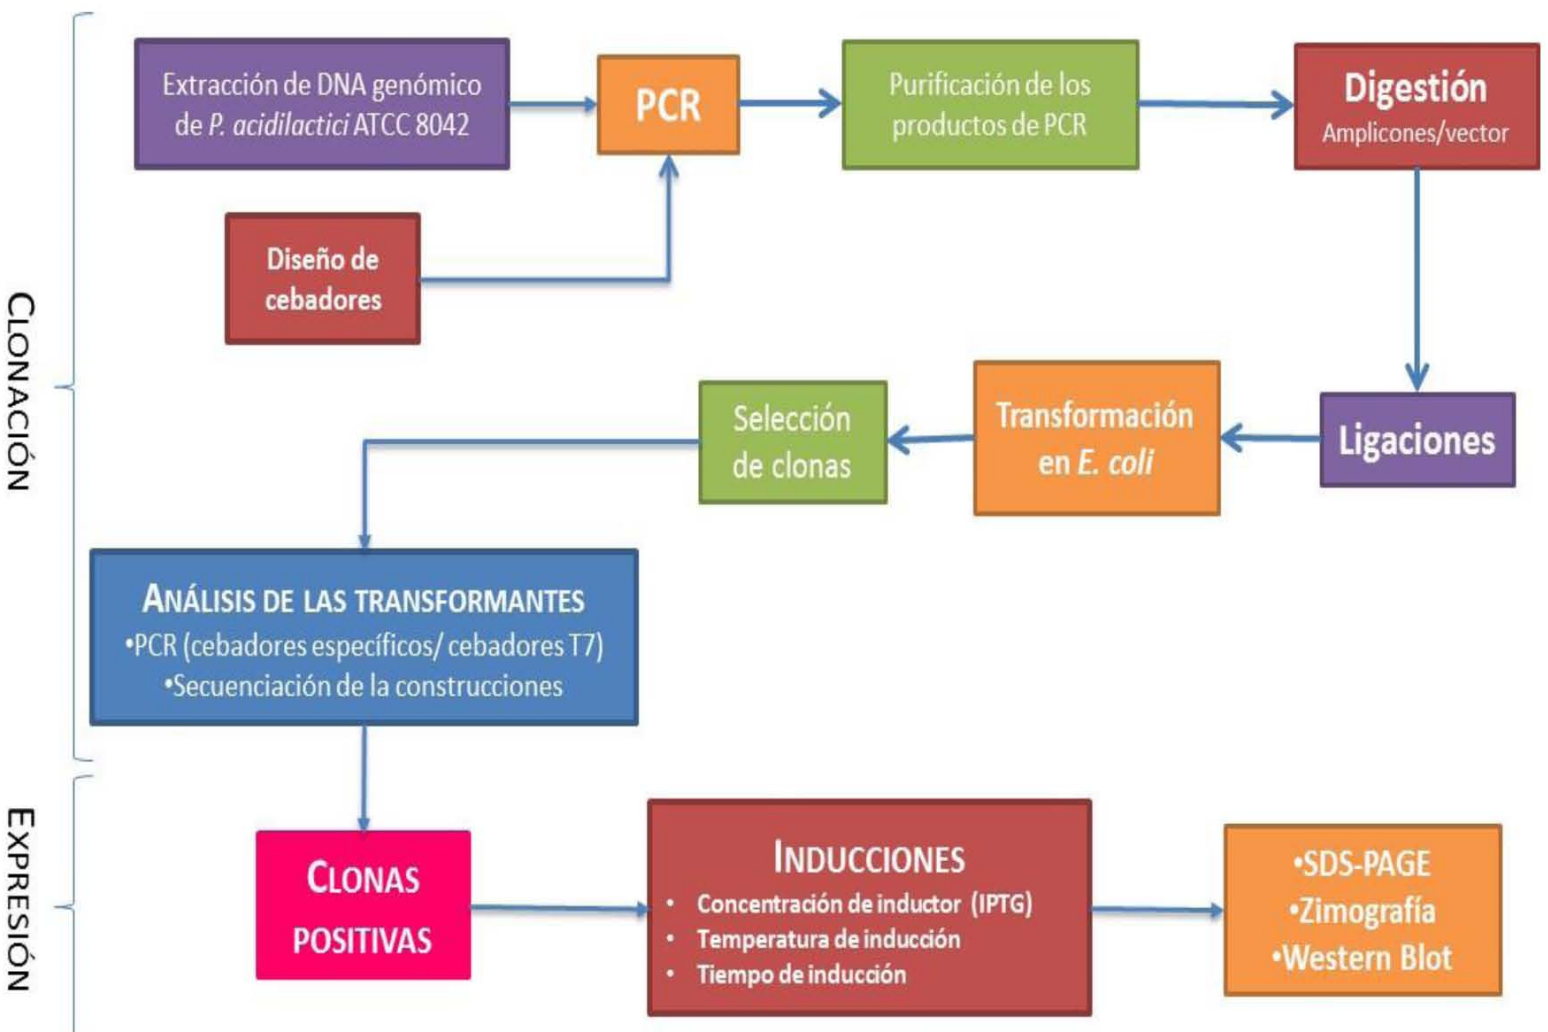 CLONACIÓN
Extracción de DNA genómico
de P. acidilactici ATCC 8042
PCR
Purificación de los
productos de PCR
Digestión
Amplicones/vector
Diseño de
cebadores
Selección
de clonas
Transformación
en E. coli
Ligaciones
ANÁLISIS DE LAS TRANSFORMANTES
•PCR (cebadores específicos/ cebadores T7)
•Secuenciación de la construcciones
EXPRESIÓN
CLONAS
POSITIVAS
INDUCCIONES
• Concentración de inductor (IPTG)
• Temperatura de inducción
• Tiempo de inducción
•SDS-PAGE
•Zimografía
•Western Blot